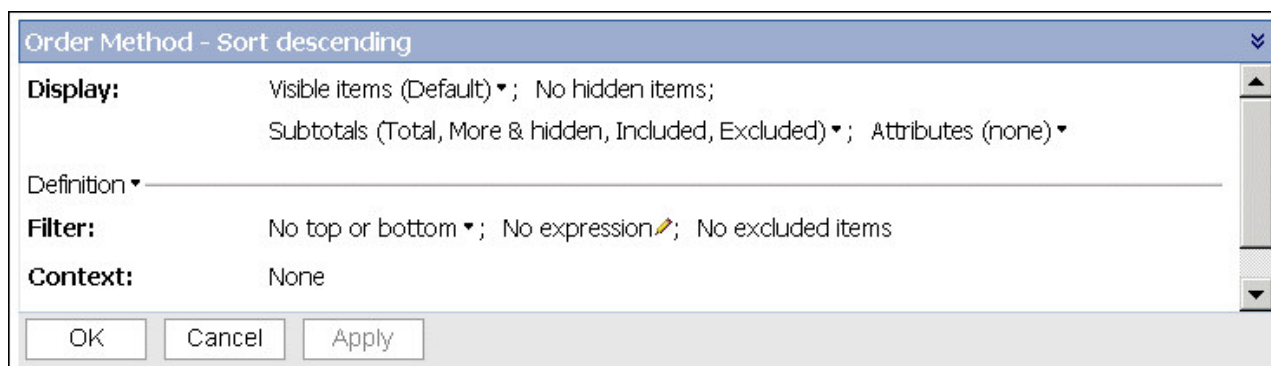 Order Method - Sort descending
Display: Visible items (Default) ; No hidden items;
Subtotals (Total, More & hidden, Included, Excluded) ; Attributes (none)
Definition
Filter: No top or bottom ; No expression ; No excluded items
Context: None
OK Cancel Apply